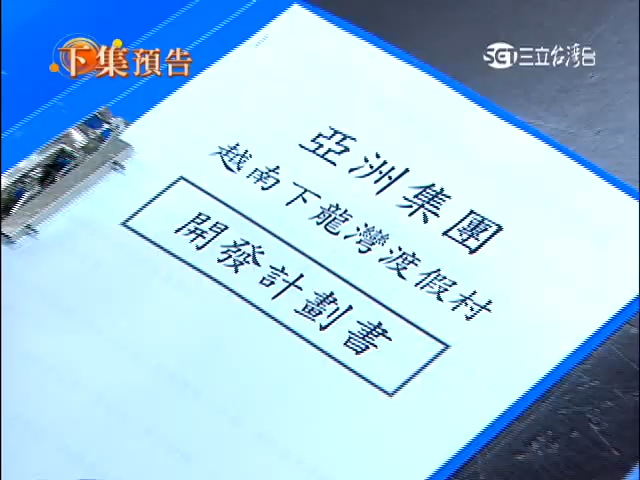 下集預告
SET三立台灣台
亞洲集團
越南下龍灣渡假村
開發計劃書